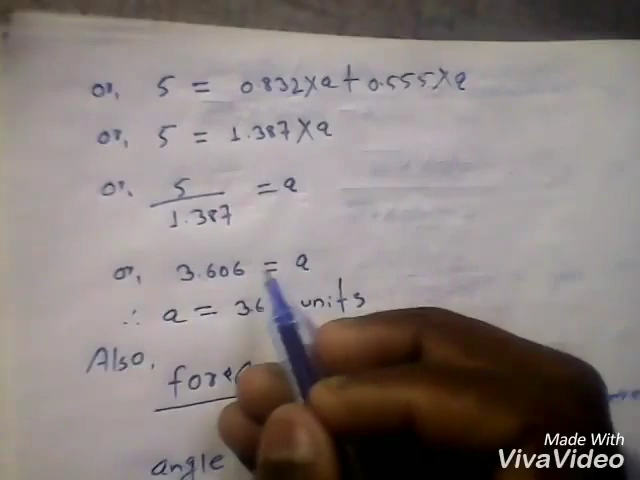 or, 5 = 0.832×a + 0.555×a
or, 5 = 1.387×a
or, 5/1.387 = a
or, 3.606 = a
∴ a = 3.6 units
Also,
angle
Made With
VivaVideo